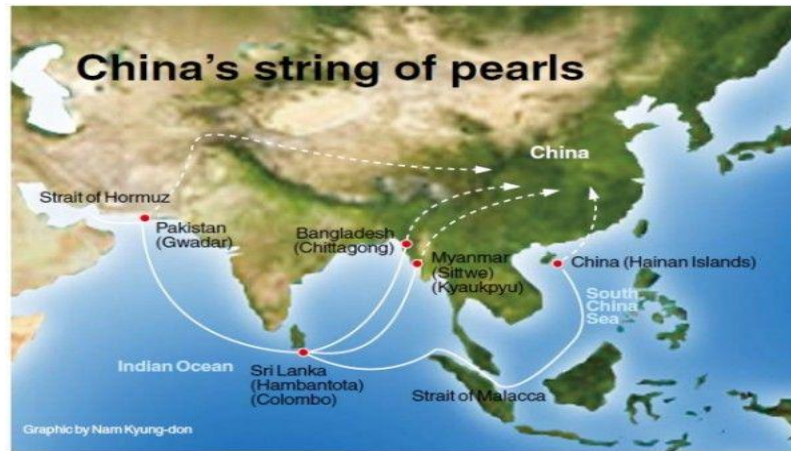 China's string of pearls
China
Strait of Hormuz
Pakistan
(Gwadar)
Bangladesh
(Chittagong)
Myanmar
(Sittwe)
(Kyaukpyu)
China (Hainan Islands)
South
China
Sea
Indian Ocean
Sri Lanka
(Hambantota)
(Colombo)
Strait of Malacca
Graphic by Nam Kyung-don